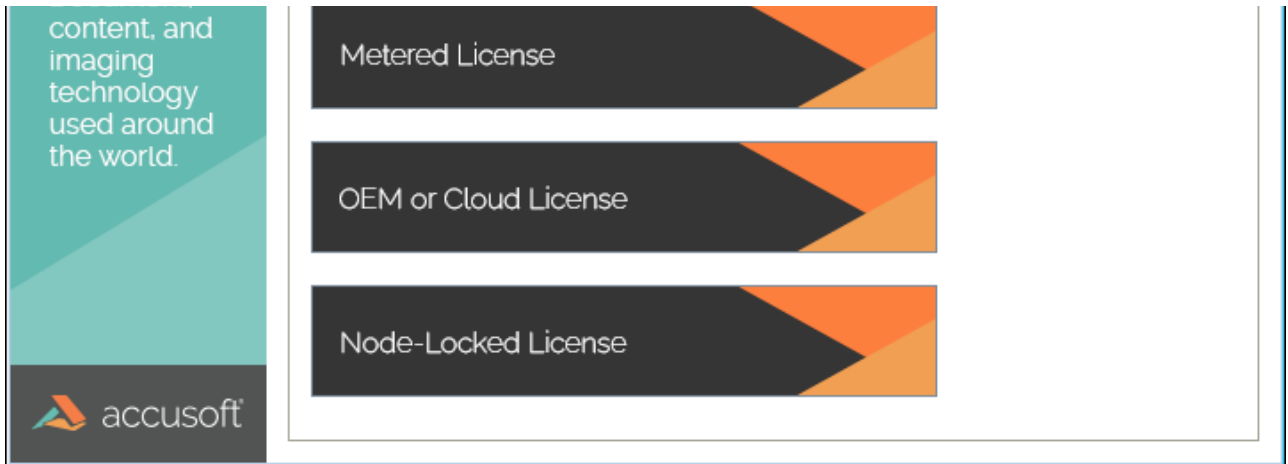 content, and
imaging
technology
used around
the world.
accusoft
Metered License
OEM or Cloud License
Node-Locked License